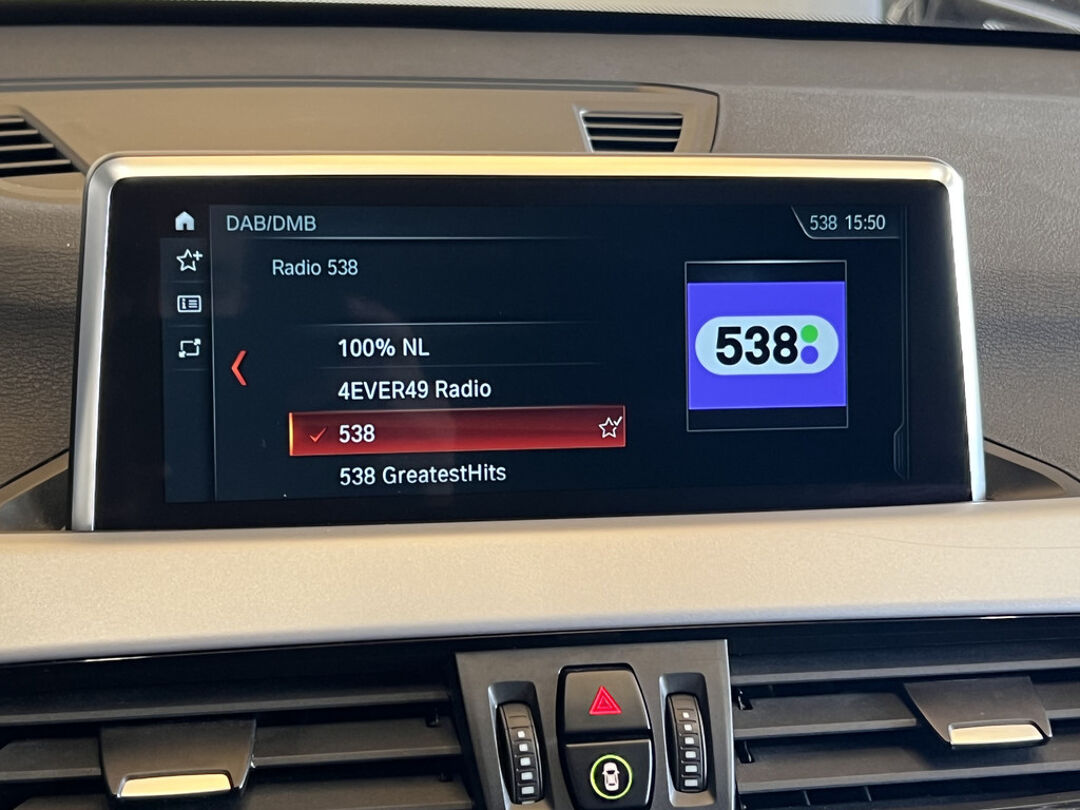 DAB/DMB
538 15:50
Radio 538
100% NL
4EVER49 Radio
538
538 GreatestHits
538